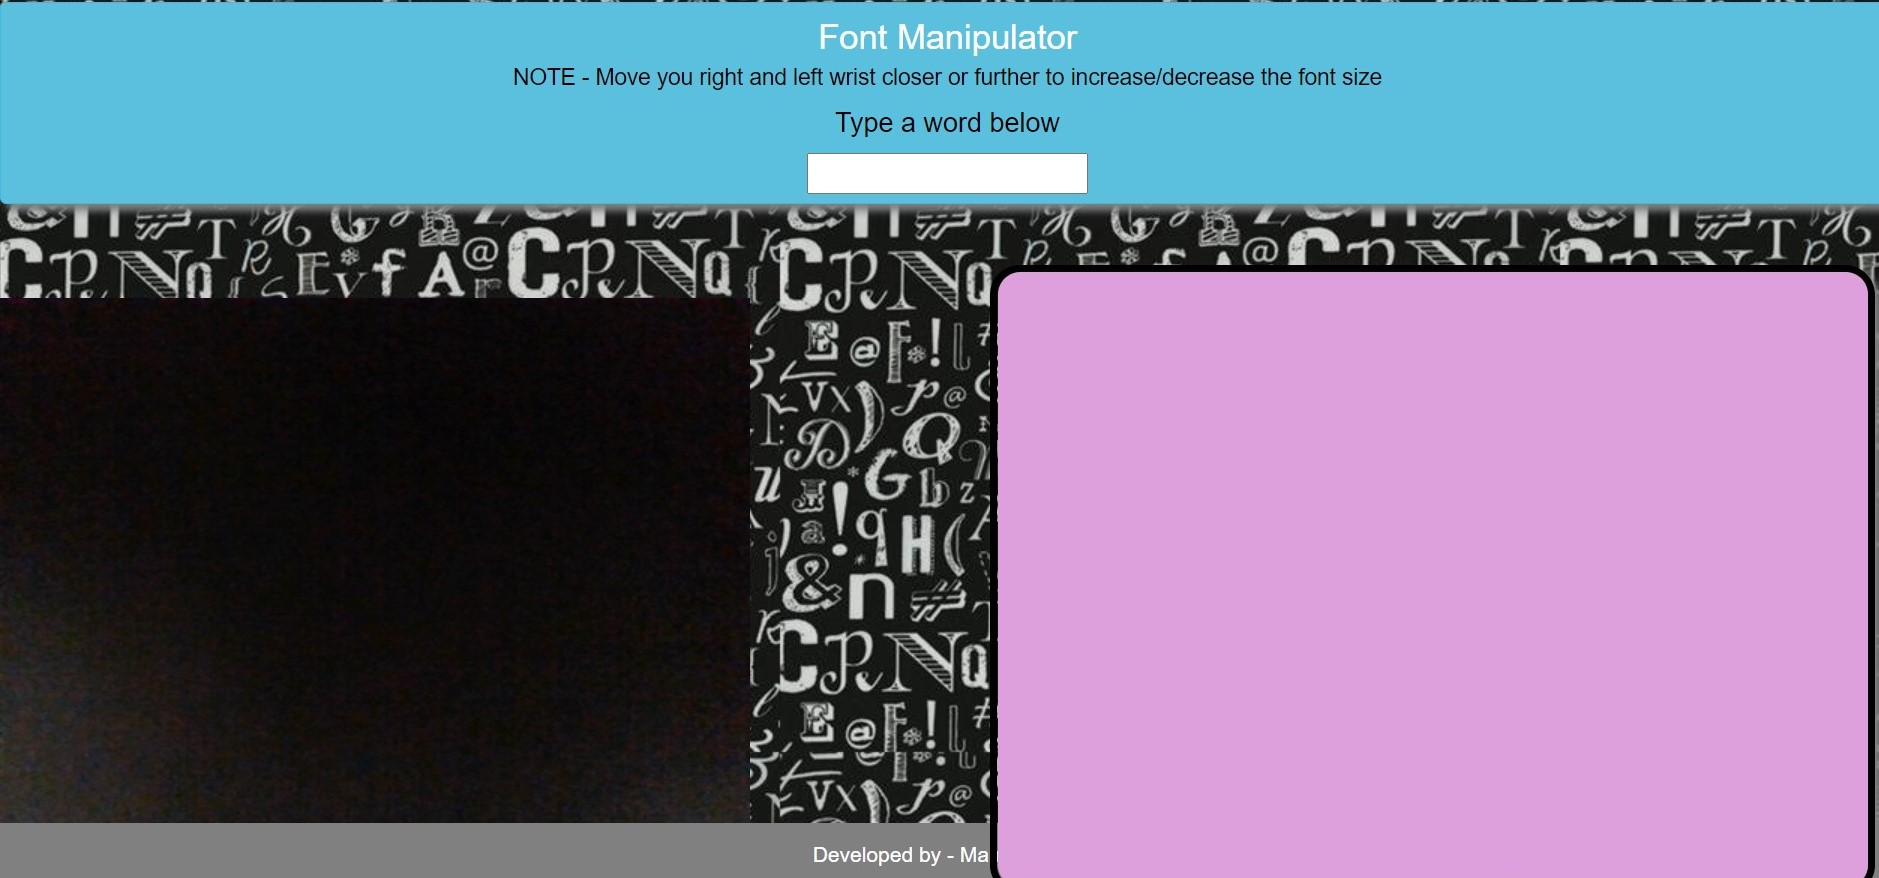 Font Manipulator
NOTE - Move you right and left wrist closer or further to increase/decrease the font size
Type a word below
Developed by - Ma